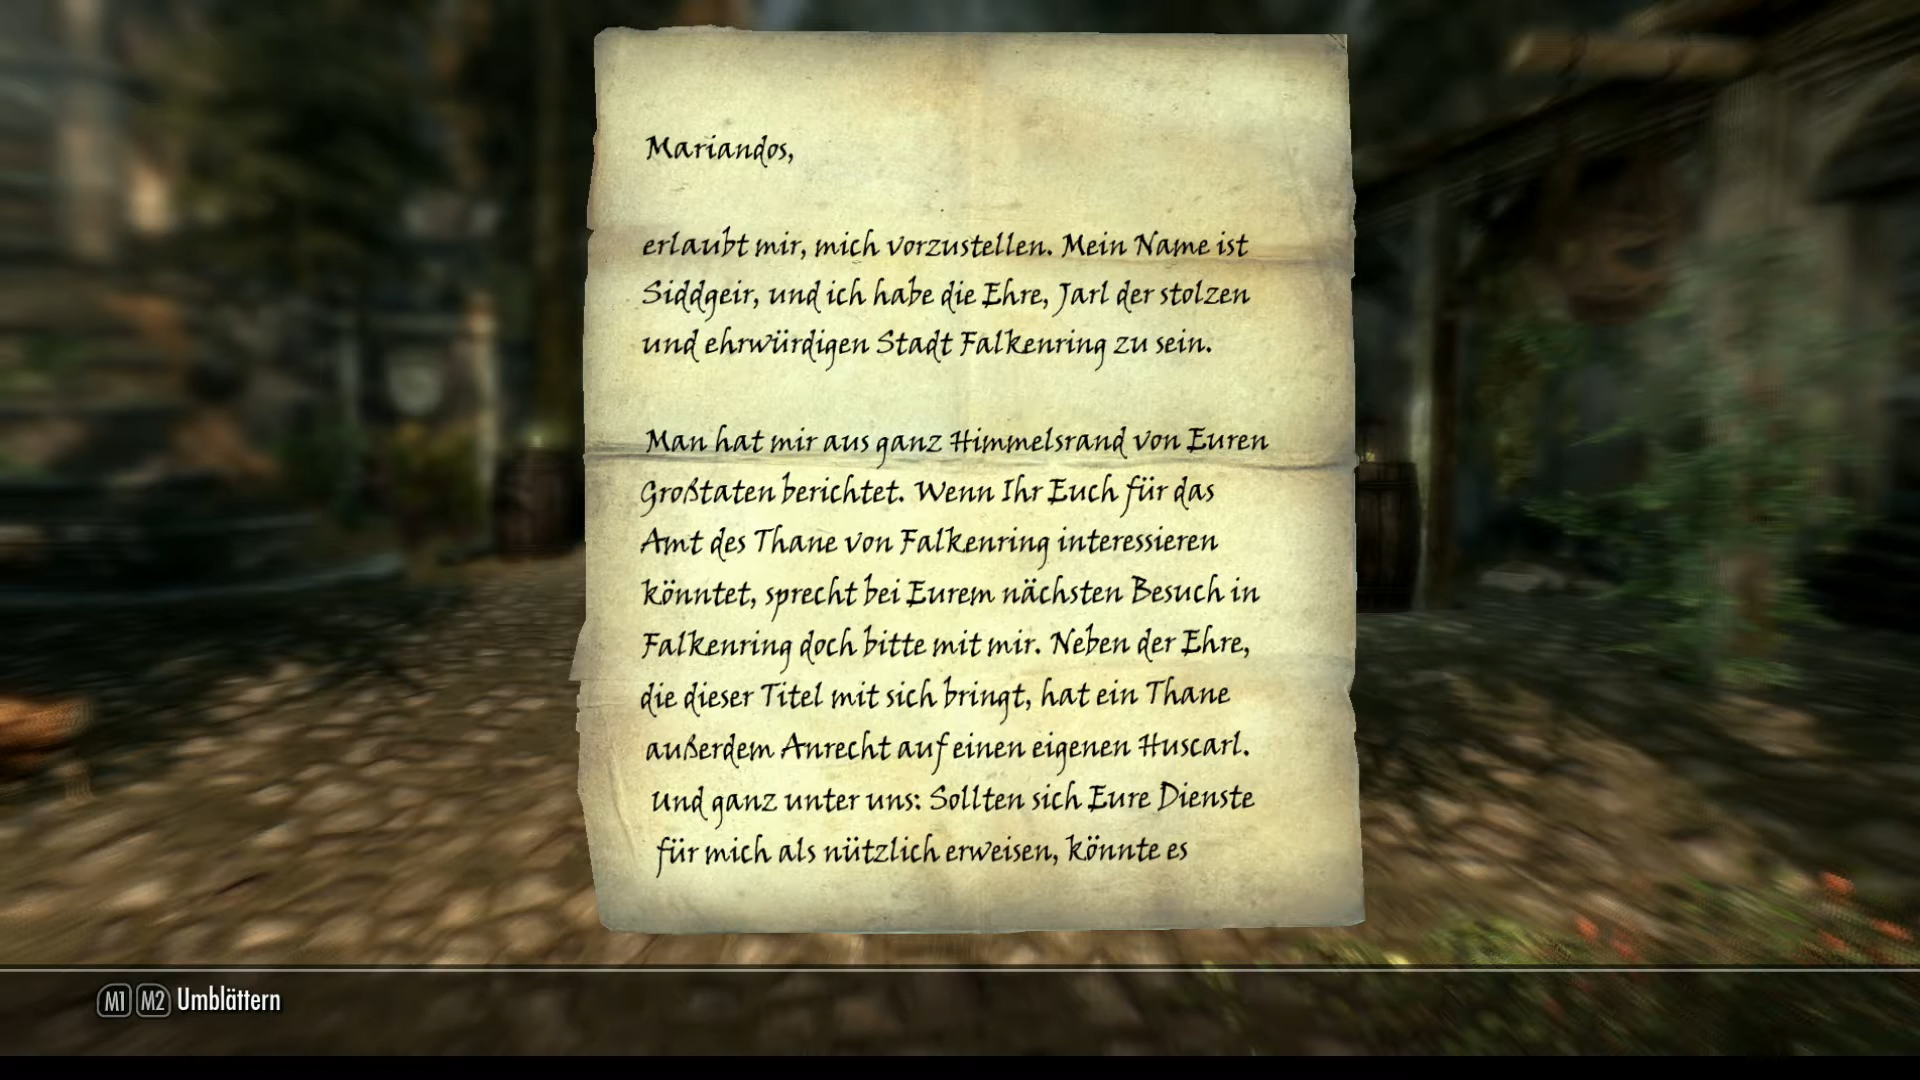 Mariandos,
erlaubt mir, mich vorzustellen. Mein Name ist
Siddgeir, und ich habe die Ehre, Jarl der stolzen
und ehrwürdigen Stadt Falkenring zu sein.
Man hat mir aus ganz Himmelsrand von Euren
Großtaten berichtet. Wenn Ihr Euch für das
Amt des Thane von Falkenring interessieren
könntet, sprecht bei Eurem nächsten Besuch in
Falkenring doch bitte mit mir. Neben der Ehre,
die dieser Titel mit sich bringt, hat ein Thane
außerdem Anrecht auf einen eigenen Huscarl.
Und ganz unter uns: Sollten sich Eure Dienste
für mich als nützlich erweisen, könnte es
M1 M2 Umblättern